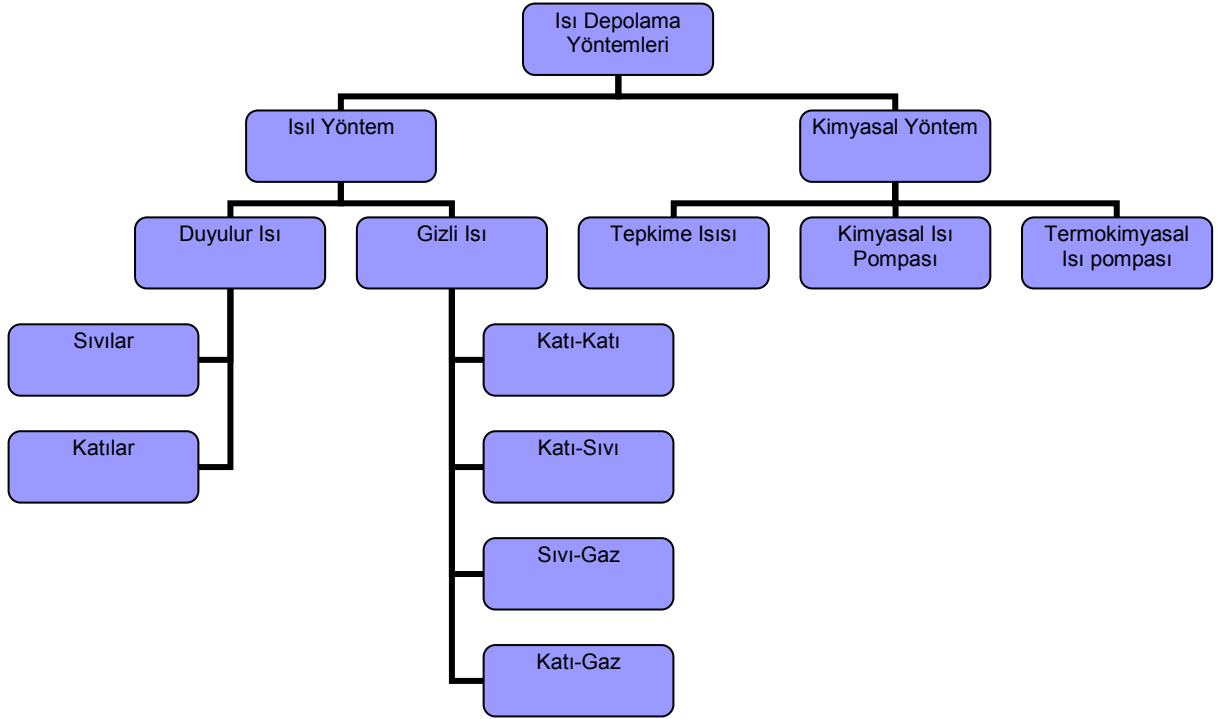 Isı Depolama
Yöntemleri
Isıl Yöntem
Kimyasal Yöntem
Duyulur Isı
Gizli Isı
Tepkime Isısı
Kimyasal Isı
Pompası
Termokimyasal
Isı pompası
Sıvılar
Katı-Katı
Katılar
Katı-Sıvı
Sıvı-Gaz
Katı-Gaz